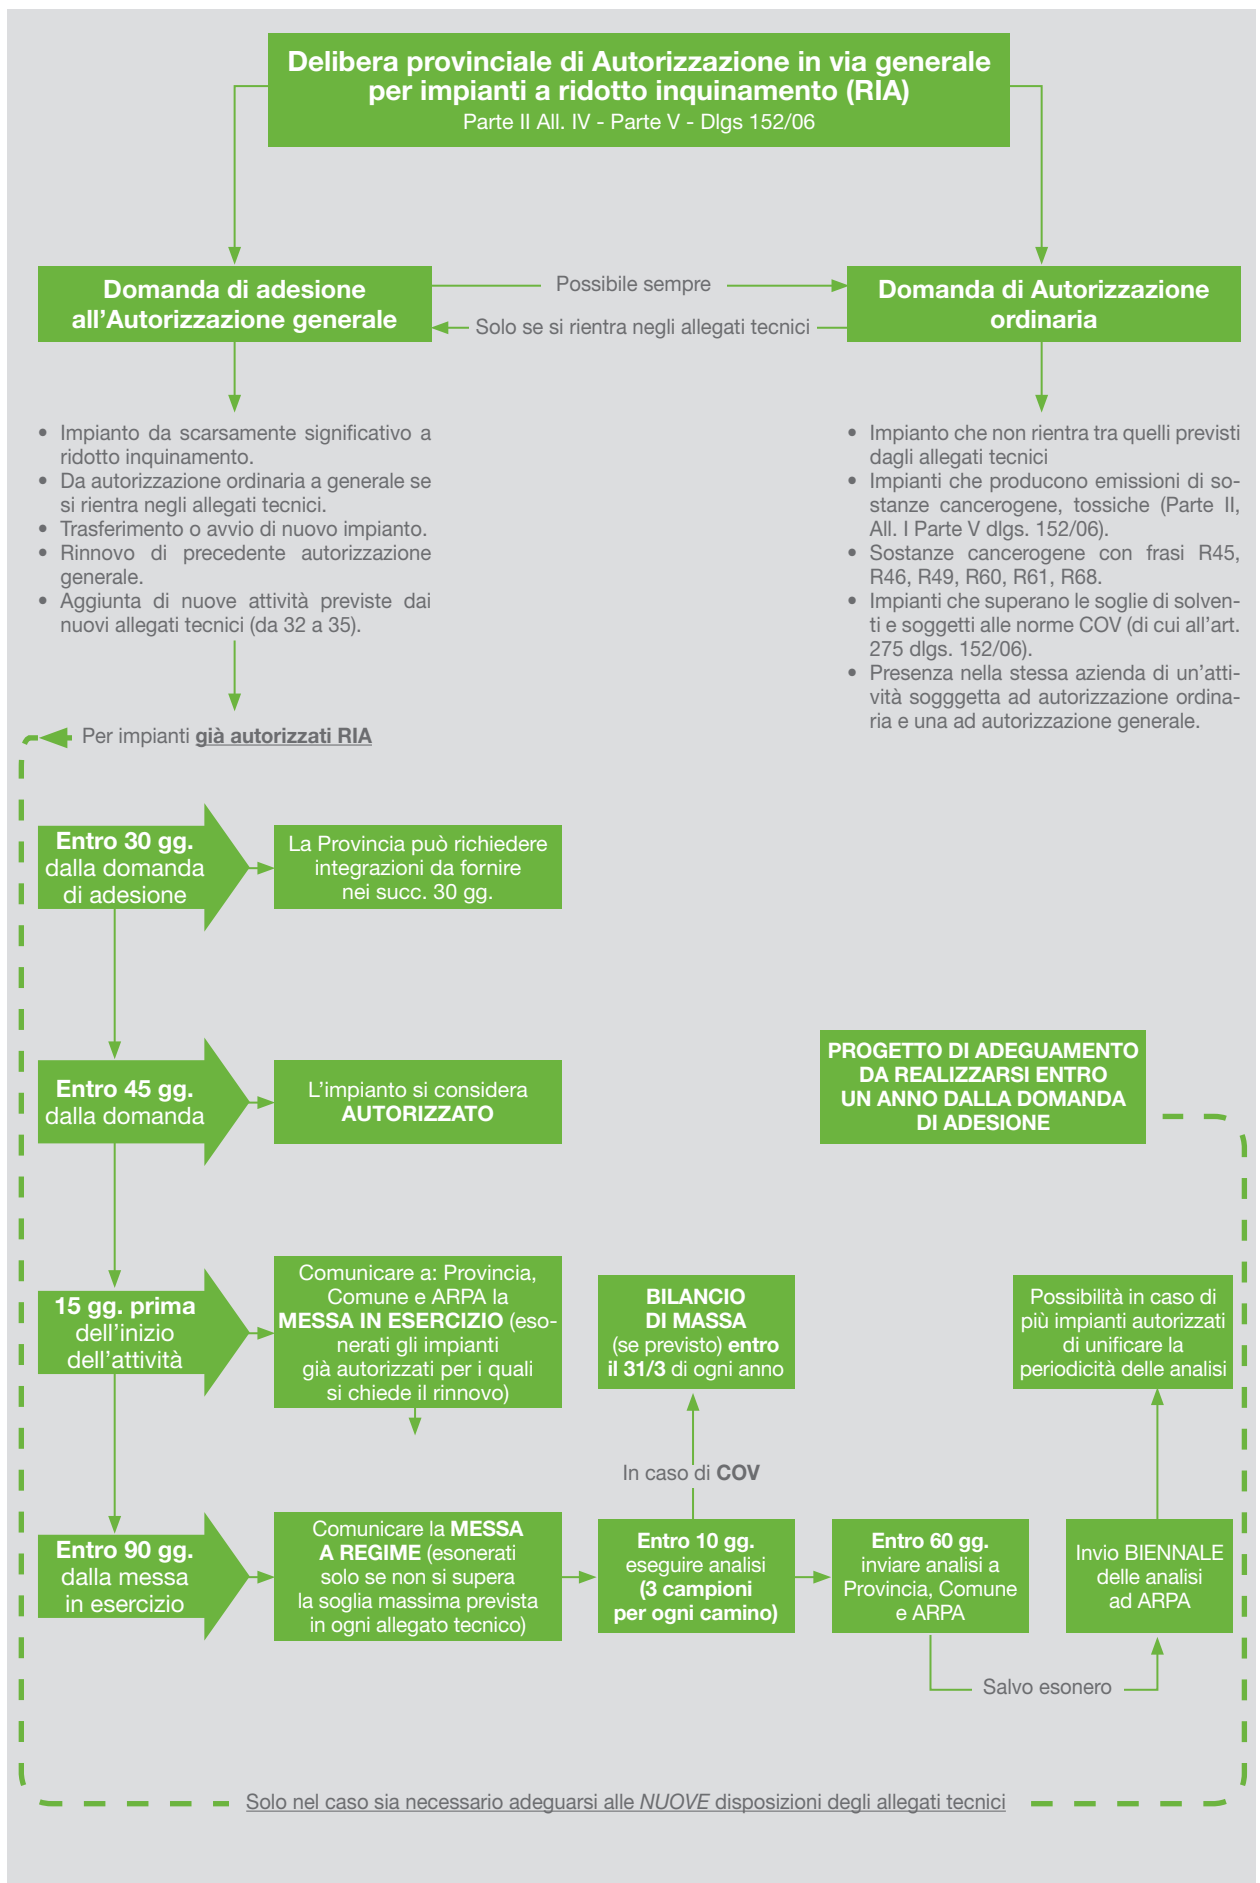 Delibera provinciale di Autorizzazione in via generale
per impianti a ridotto inquinamento (RIA)
Parte II All. IV - Parte V - Dlgs 152/06
Domanda di adesione
all’Autorizzazione generale
Possibile sempre
Solo se si rientra negli allegati tecnici
Domanda di Autorizzazione
ordinaria
• Impianto da scarsamente significativo a
ridotto inquinamento.
• Da autorizzazione ordinaria a generale se
si rientra negli allegati tecnici.
• Trasferimento o avvio di nuovo impianto.
• Rinnovo di precedente autorizzazione
generale.
• Aggiunta di nuove attività previste dai
nuovi allegati tecnici (da 32 a 35).
• Impianto che non rientra tra quelli previsti
dagli allegati tecnici
• Impianti che producono emissioni di so-
stanze cancerogene, tossiche (Parte II,
All. I Parte V dlgs. 152/06).
• Sostanze cancerogene con frasi R45,
R46, R49, R60, R61, R68.
• Impianti che superano le soglie di solven-
ti e soggetti alle norme COV (di cui all’art.
275 dlgs. 152/06).
• Presenza nella stessa azienda di un’atti-
vità sogggetta ad autorizzazione ordina-
ria e una ad autorizzazione generale.
Per impianti già autorizzati RIA
Entro 30 gg.
dalla domanda
di adesione
La Provincia può richiedere
integrazioni da fornire
nei succ. 30 gg.
Entro 45 gg.
dalla domanda
L’impianto si considera
AUTORIZZATO
PROGETTO DI ADEGUAMENTO
DA REALIZZARSI ENTRO
UN ANNO DALLA DOMANDA
DI ADESIONE
15 gg. prima
dell’inizio
dell’attività
Comunicare a: Provincia,
Comune e ARPA la
MESSA IN ESERCIZIO (eso-
nerati gli impianti
già autorizzati per i quali
si chiede il rinnovo)
BILANCIO
DI MASSA
(se previsto) entro
il 31/3 di ogni anno
Possibilità in caso di
più impianti autorizzati
di unificare la
periodicità delle analisi
In caso di COV
Entro 90 gg.
dalla messa
in esercizio
Comunicare la MESSA
A REGIME (esonerati
solo se non si supera
la soglia massima prevista
in ogni allegato tecnico)
Entro 10 gg.
eseguire analisi
(3 campioni
per ogni camino)
Entro 60 gg.
inviare analisi a
Provincia, Comune
e ARPA
Invio BIENNALE
delle analisi
ad ARPA
Salvo esonero
Solo nel caso sia necessario adeguarsi alle NUOVE disposizioni degli allegati tecnici